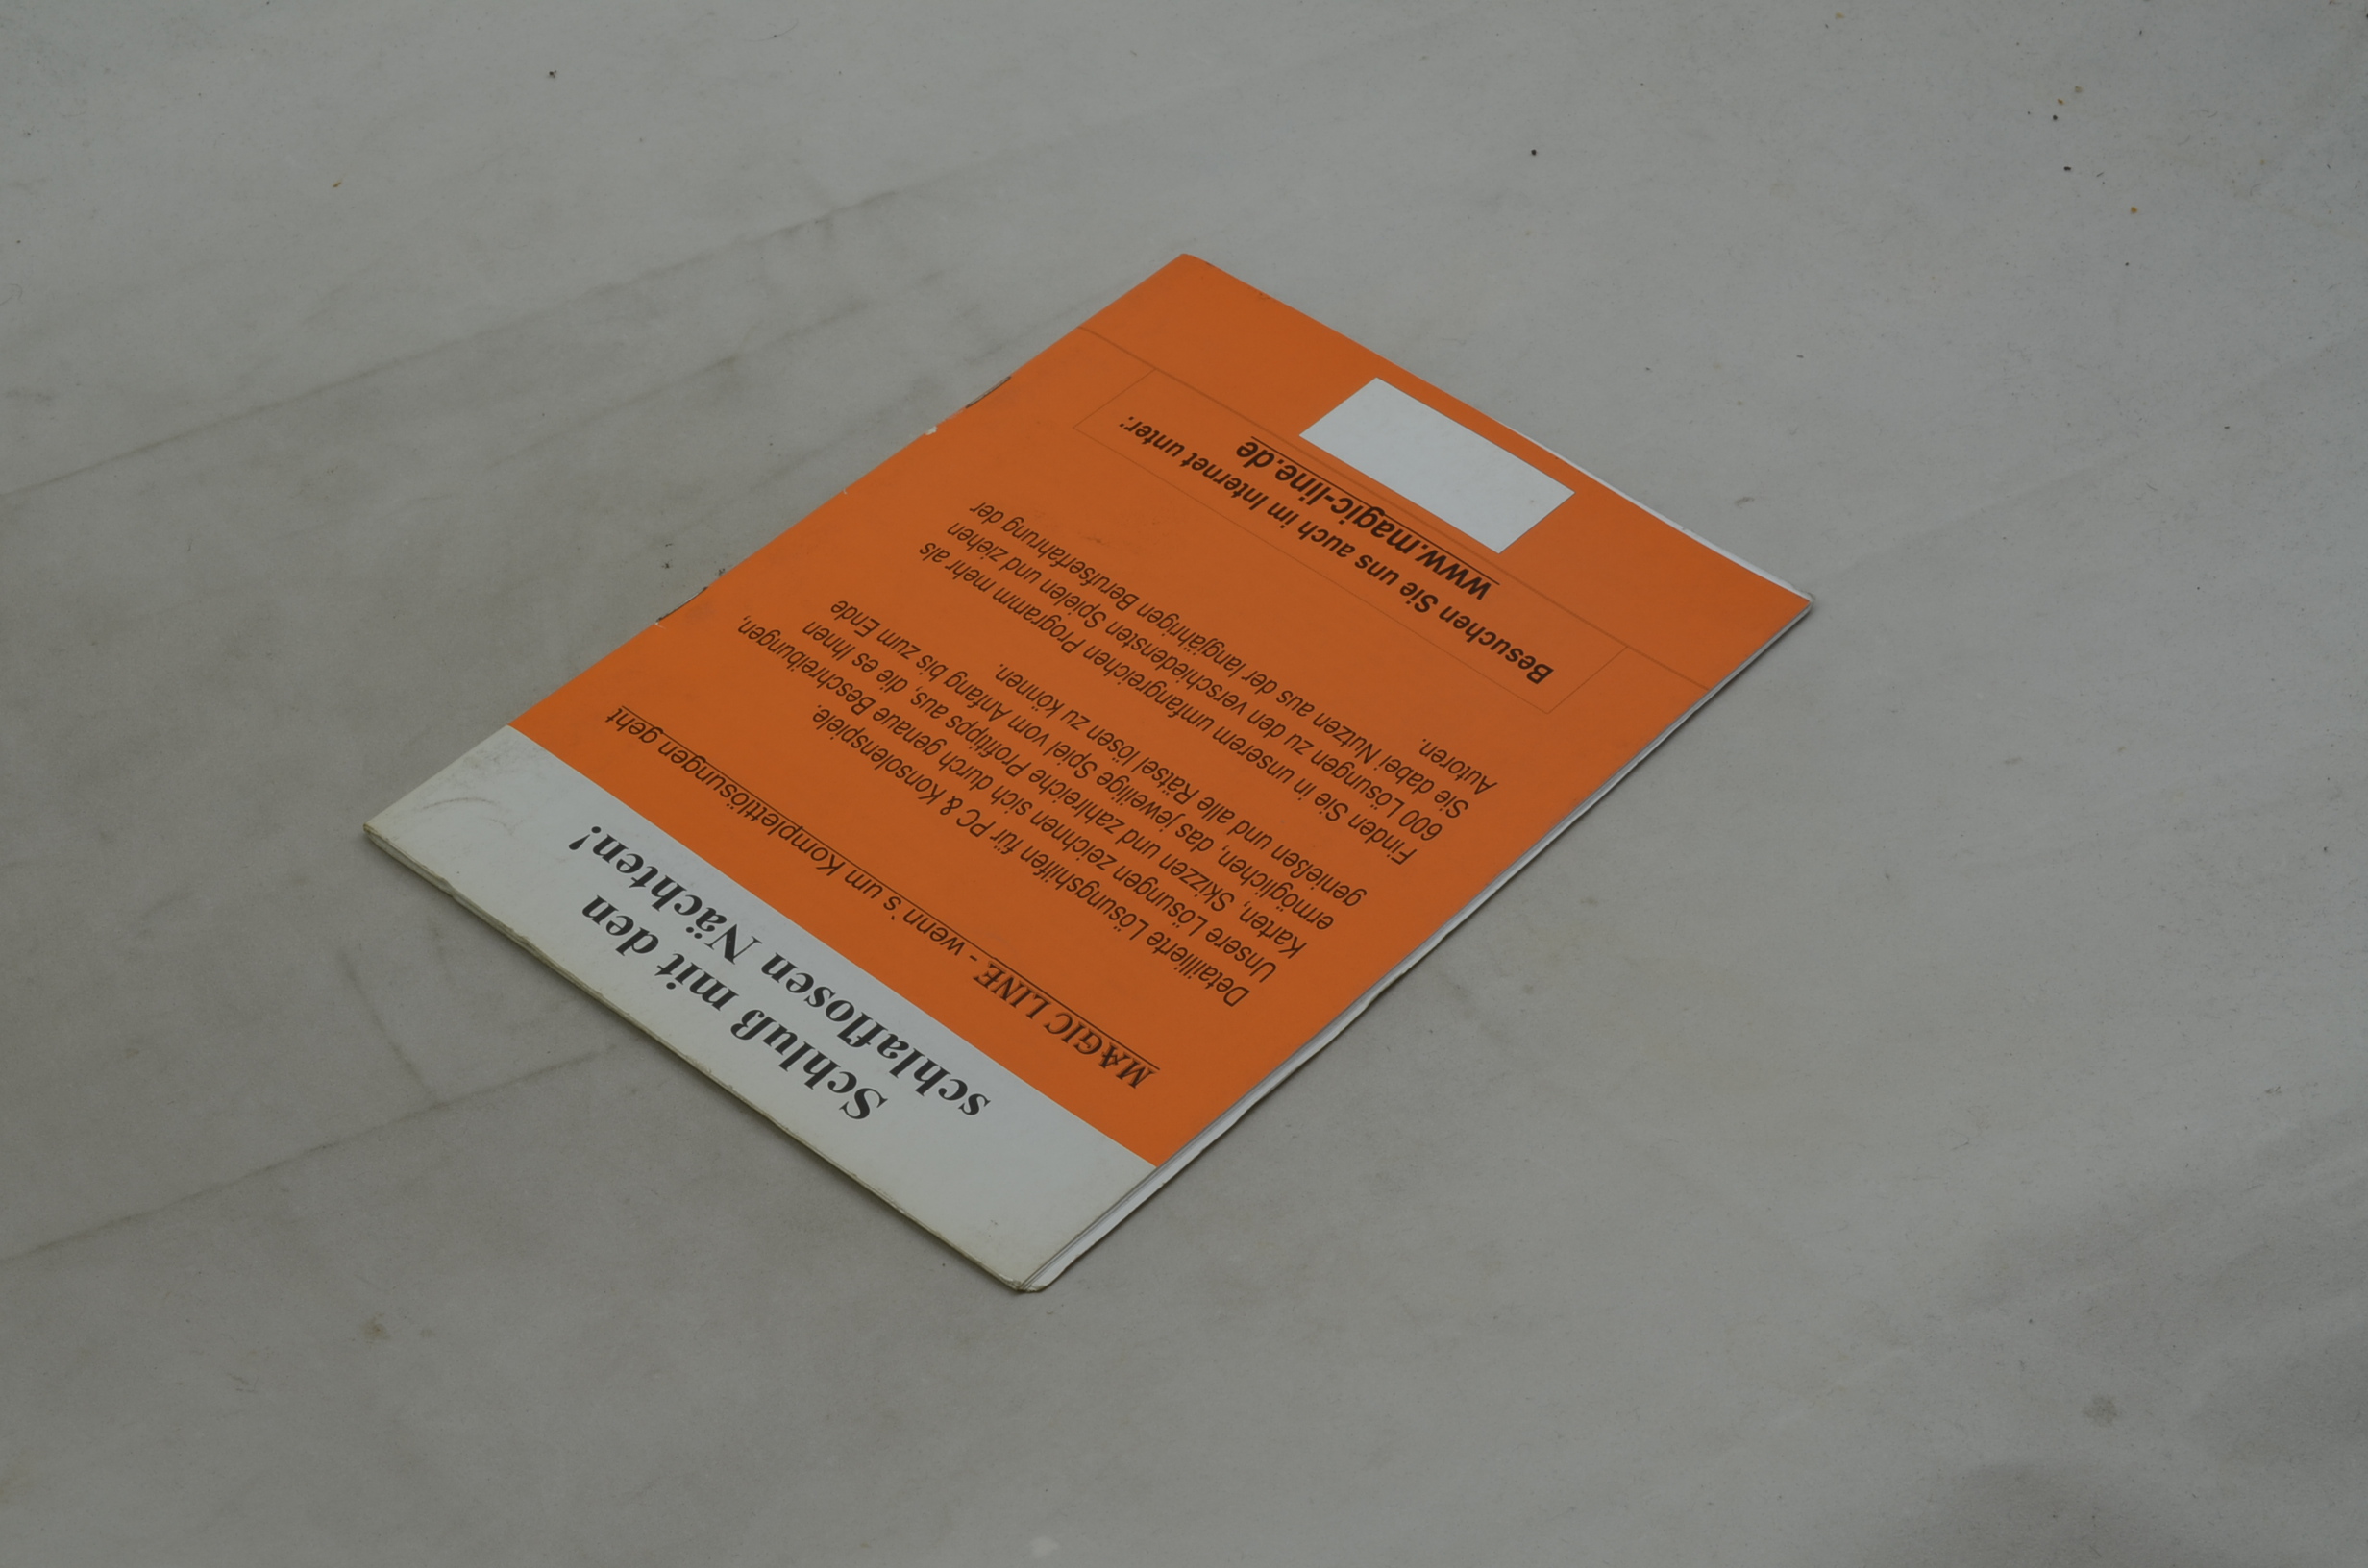 Schluß mit den
schlaflosen Nächten!
MAGIC LINE - wenn`s um Komplettlösungen geht
Detaillierte Lösungshilfen für PC & Konsolenspiele.
Unsere Lösungen zeichnen sich durch genaue Beschreibungen,
Karten, Skizzen und zahlreiche Profitipps aus, die es Ihnen
ermöglichen, das jeweilige Spiel vom Anfang bis zum Ende
genießen und alle Rätsel lösen zu können.
Finden Sie in unserem umfangreichen Programm mehr als
600 Lösungen zu den verschiedensten Spielen und ziehen
Sie dabei Nutzen aus der langjährigen Berufserfahrung der
Autoren.
Besuchen Sie uns auch im Internet unter:
www.magic-line.de